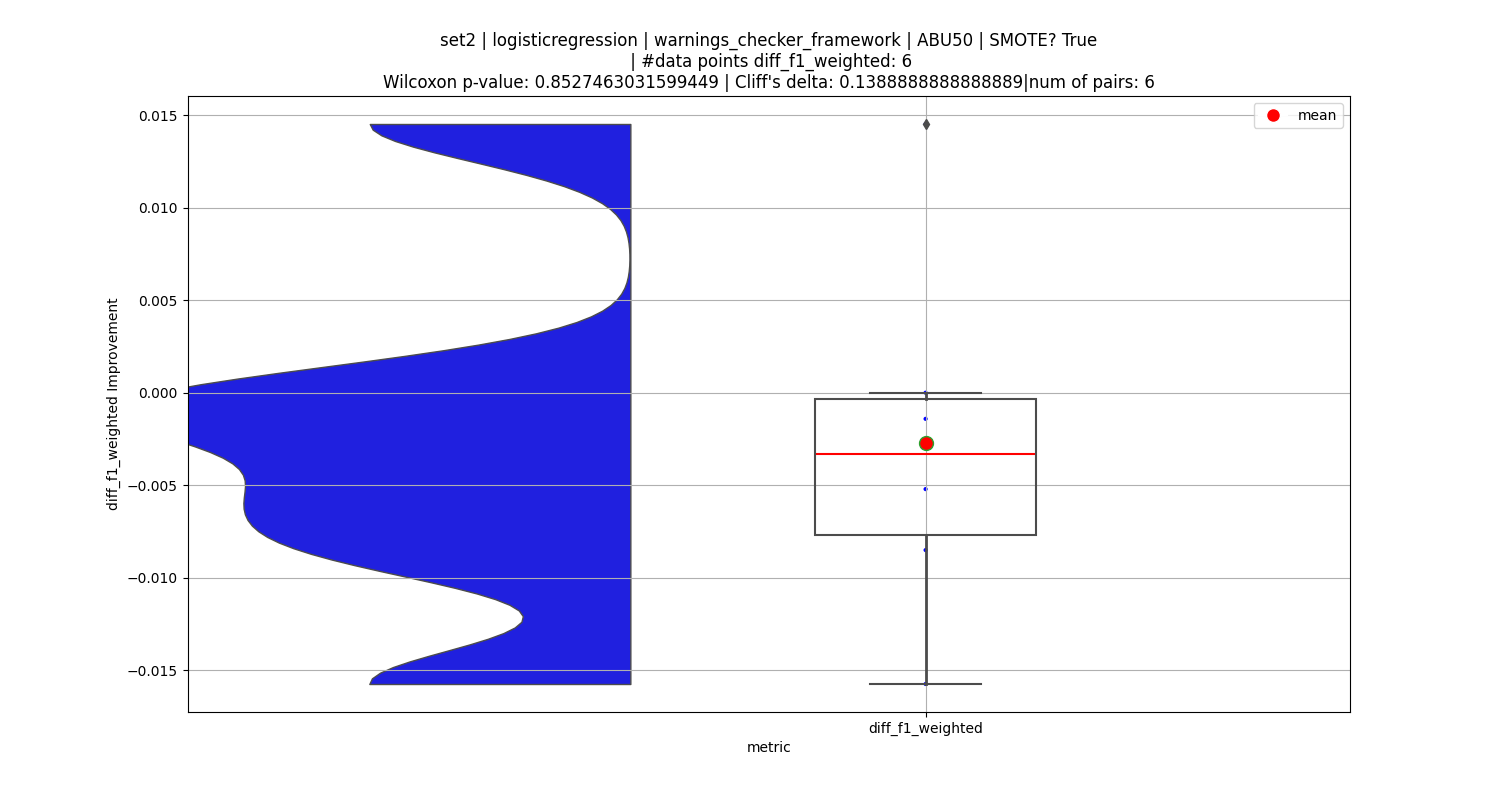 set2 | logisticregression | warnings_checker_framework | ABU50 | SMOTE? True
| #data points diff_f1_weighted: 6
Wilcoxon p-value: 0.8527463031599449 | Cliff's delta: 0.1388888888888889|num of pairs: 6
mean
0.015
0.010
0.005
0.000
−0.005
−0.010
−0.015
diff_f1_weighted Improvement
diff_f1_weighted
metric